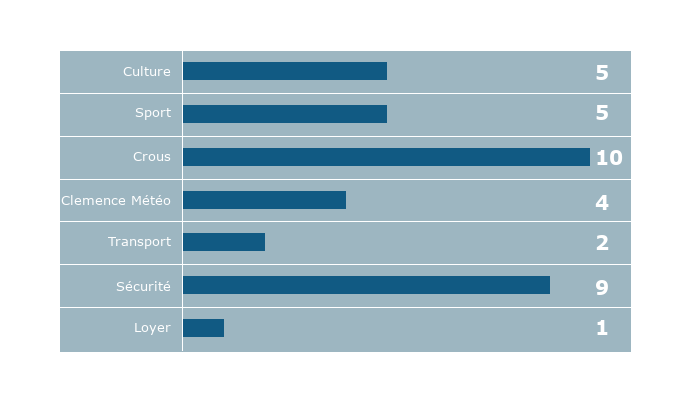 Culture 5
Sport 5
Crous 10
Clemence Météo 4
Transport 2
Sécurité 9
Loyer 1